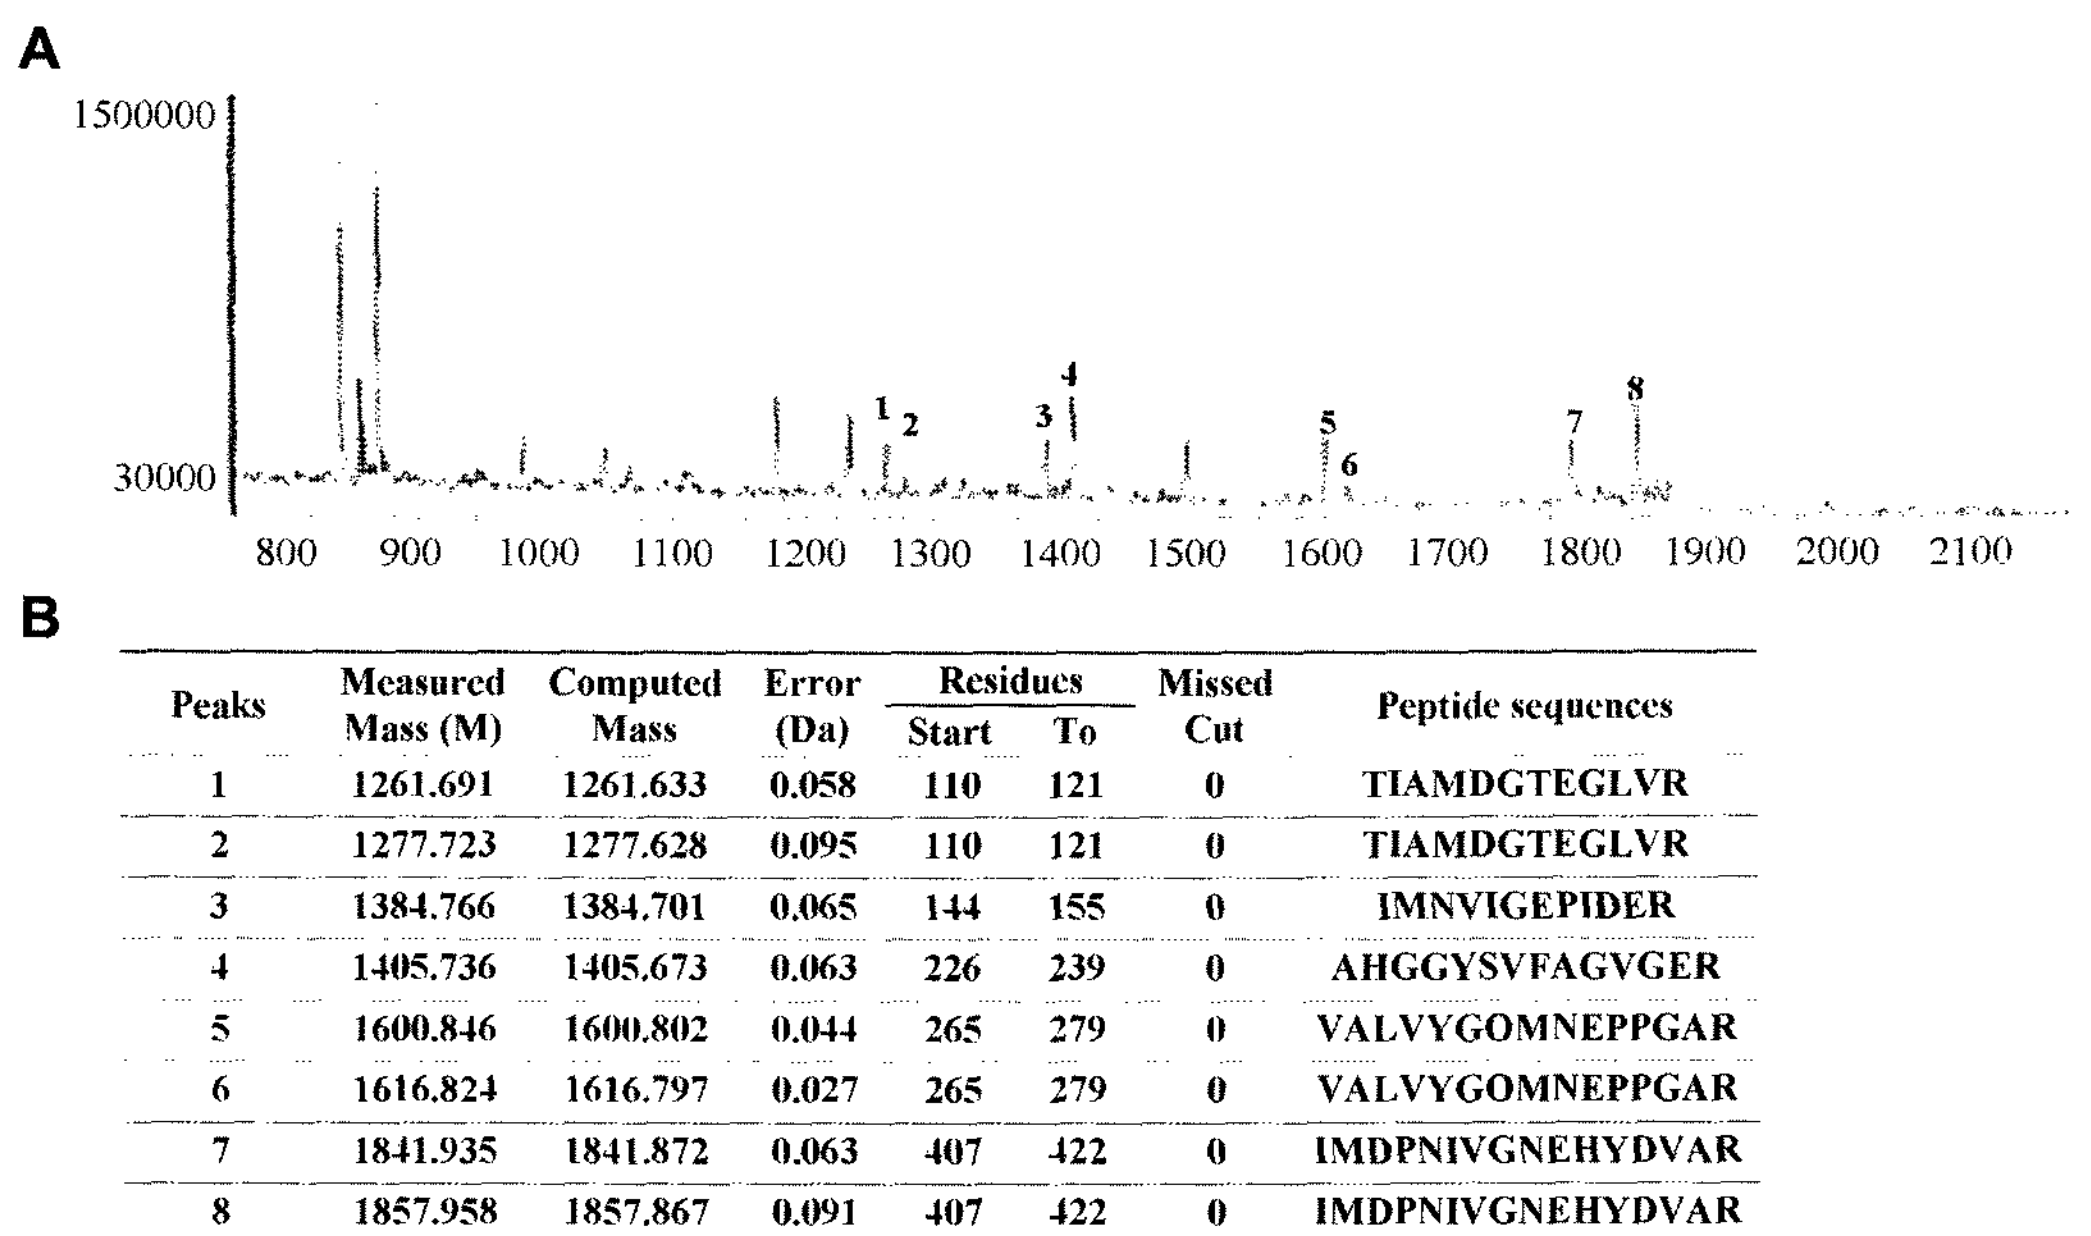 A
1500000
30000
1 2 3 4 5 6 7 8
800 900 1000 1100 1200 1300 1400 1500 1600 1700 1800 1900 2000 2100
B
Peaks Measured Mass (M) Computed Mass Error (Da) Residues Start To Missed Cut Peptide sequences
1 1261.691 1261.633 0.058 110 121 0 TIAMDGTEGLVR
2 1277.723 1277.628 0.095 110 121 0 TIAMDGTEGLVR
3 1384.766 1384.701 0.065 144 155 0 IMNVIGEPIDER
4 1405.736 1405.673 0.063 226 239 0 AHGGYSVFAGVGER
5 1600.846 1600.802 0.044 265 279 0 VALVYGOMNEPPGAR
6 1616.824 1616.797 0.027 265 279 0 VALVYGOMNEPPGAR
7 1841.935 1841.872 0.063 407 422 0 IMDPNIVGNEHYDVAR
8 1857.958 1857.867 0.091 407 422 0 IMDPNIVGNEHYDVAR